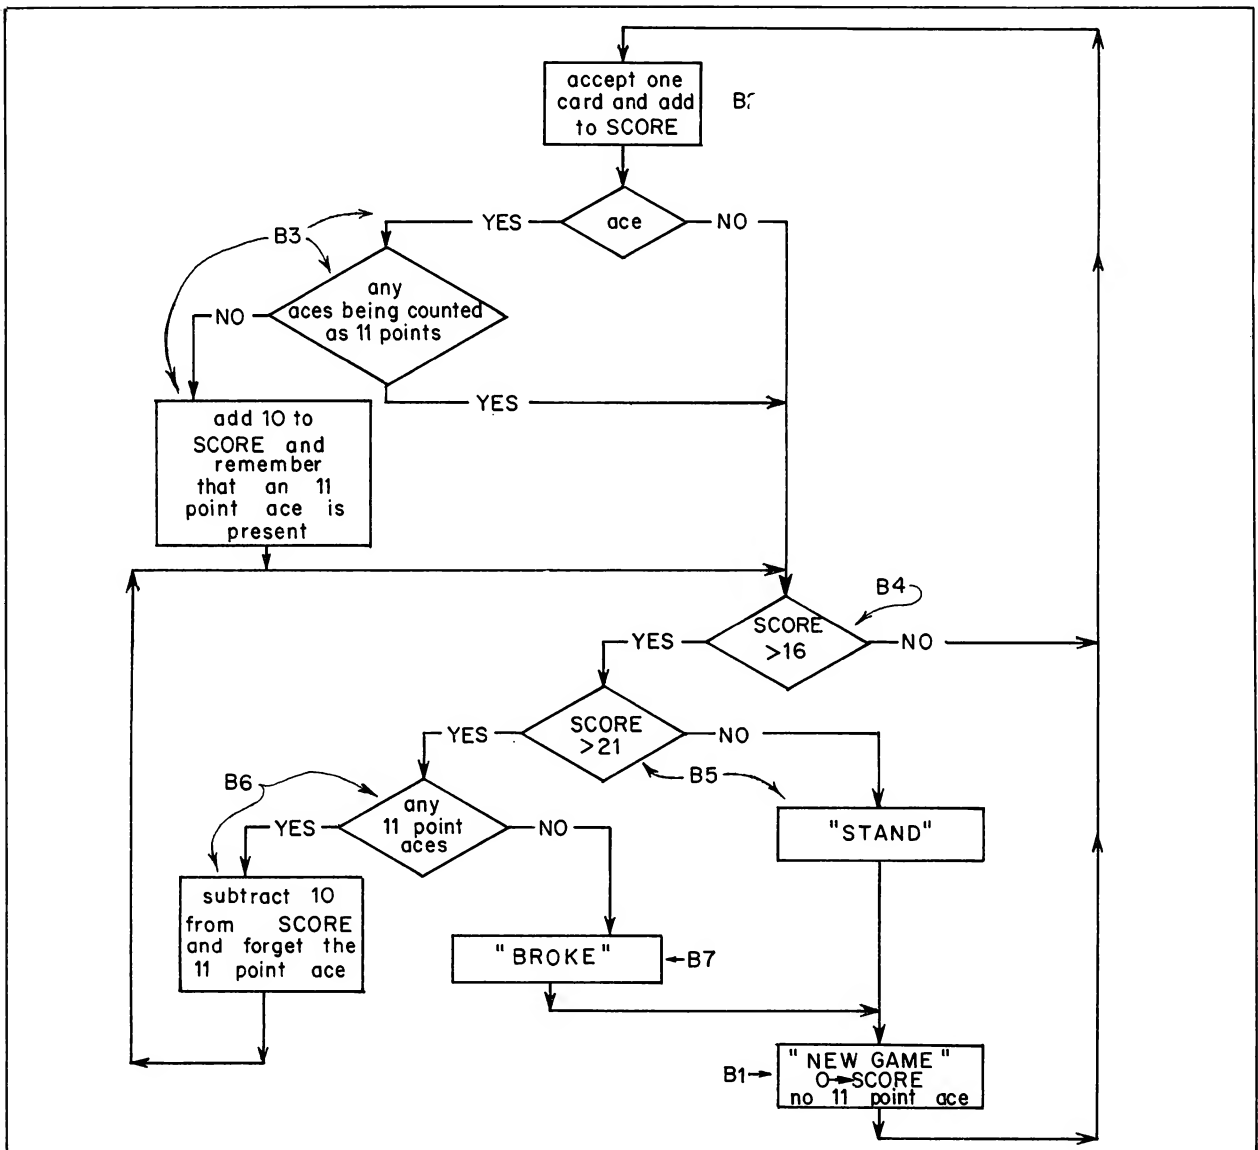 accept one
card and add
to SCORE
ace
YES
NO
B3
any
aces being counted
as 11 points
NO
YES
add 10 to
SCORE and
remember
that an 11
point ace is
present
B4
SCORE
>16
YES
NO
SCORE
>21
YES
NO
B5
B6
any
11 point
aces
YES
NO
"STAND"
subtract 10
from SCORE
and forget the
11 point ace
"BROKE"
B7
B1
"NEW GAME"
0→SCORE
no 11 point ace